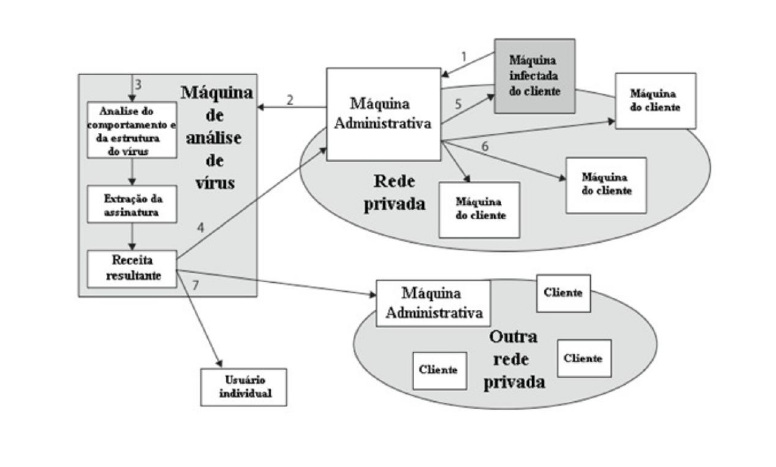 1
Máquina
infectada
do cliente
3
Máquina
de
análise
de
vírus
2
Máquina
Administrativa
5
Máquina
do cliente
Analise do
comportamento e
da estrutura
do vírus
6
Rede
privada
Máquina
do cliente
Máquina
do cliente
Extração da
assinatura
4
Receita
resultante
7
Máquina
Administrativa
Cliente
Outra
rede
privada
Cliente
Cliente
Usuário
individual